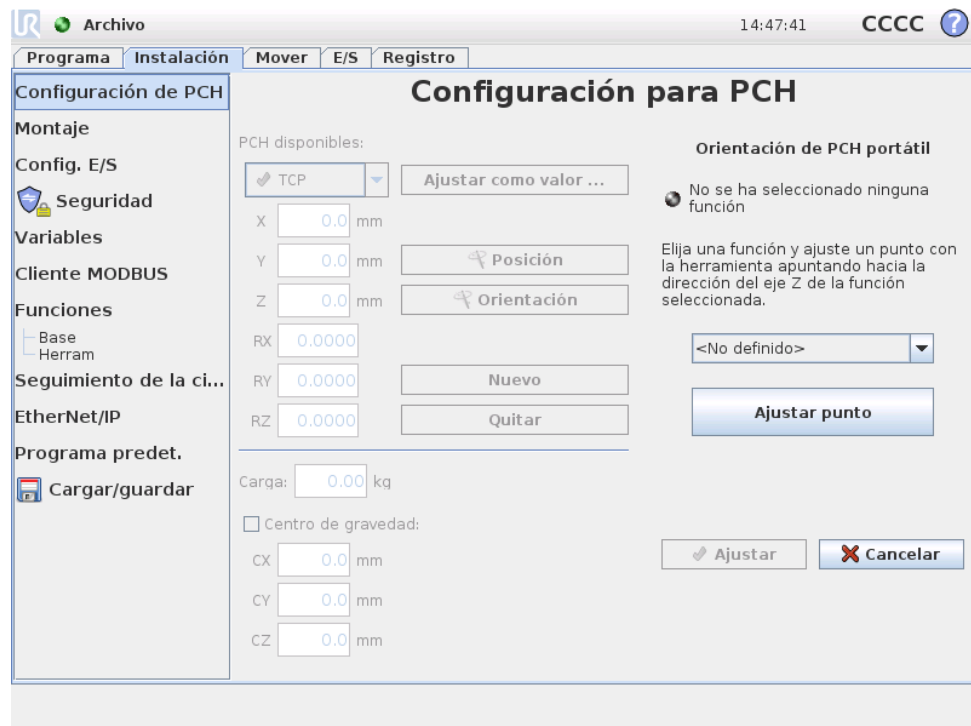 UR Archivo 14:47:41 CCCC ?
Programa Instalación Mover E/S Registro
Configuración de PCH
Montaje
Config. E/S
Seguridad
Variables
Cliente MODBUS
Funciones
Base
Herram
Seguimiento de la ci...
EtherNet/IP
Programa predet.
Cargar/guardar
Configuración para PCH
PCH disponibles:
TCP Ajustar como valor ...
X 0.0 mm
Y 0.0 mm Posición
Z 0.0 mm Orientación
RX 0.0000
RY 0.0000 Nuevo
RZ 0.0000 Quitar
Carga: 0.00 kg
Centro de gravedad:
CX 0.0 mm
CY 0.0 mm
CZ 0.0 mm
Orientación de PCH portátil
No se ha seleccionado ninguna
función
Elija una función y ajuste un punto con
la herramienta apuntando hacia la
dirección del eje Z de la función
seleccionada.
<No definido>
Ajustar punto
Ajustar Cancelar